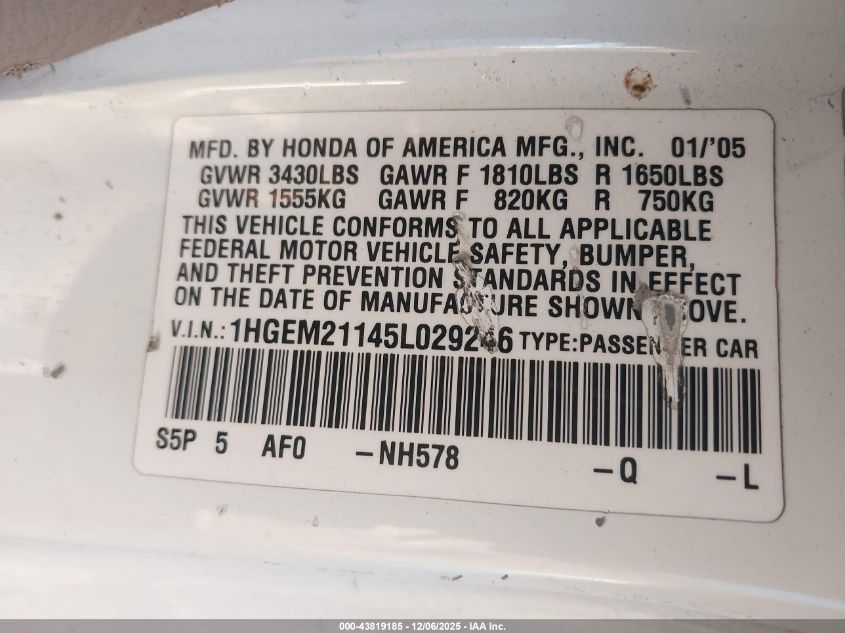 MFD. BY HONDA OF AMERICA MFG., INC. 01/'05
GVWR 3430LBS GAWR F 1810LBS R 1650LBS
GVWR 1555KG GAWR F 820KG R 750KG
THIS VEHICLE CONFORMS TO ALL APPLICABLE
FEDERAL MOTOR VEHICLE SAFETY, BUMPER,
AND THEFT PREVENTION STANDARDS IN EFFECT
ON THE DATE OF MANUFACTURE SHOWN ABOVE.
V.I.N.: TYPE:PASSENGER CAR
S5P 5 AF0 -NH578 -Q -L
000-43819185 - 12/06/2025 - IAA Inc.